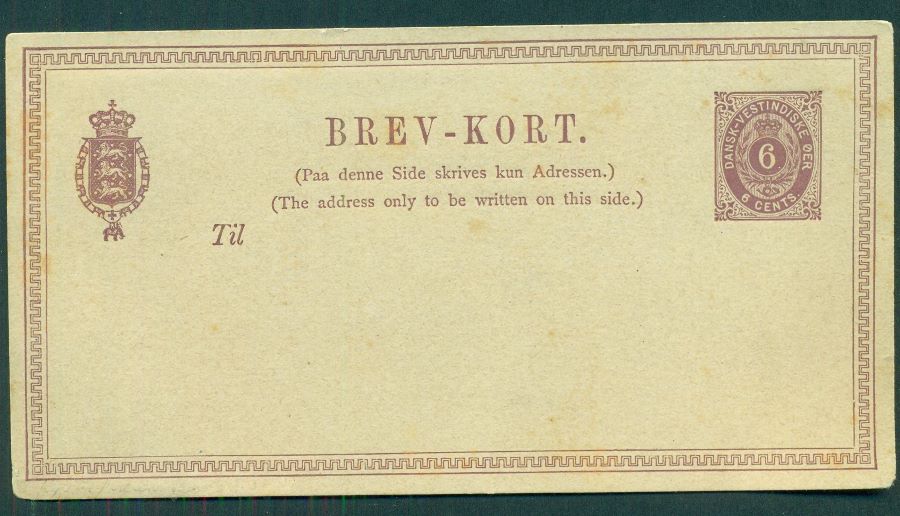 BREV-KORT.
(Paa denne Side skrives kun Adressen.)
(The address only to be written on this side.)
Til
DANSK-VESTINDISKE ØER
6
6 CENTS